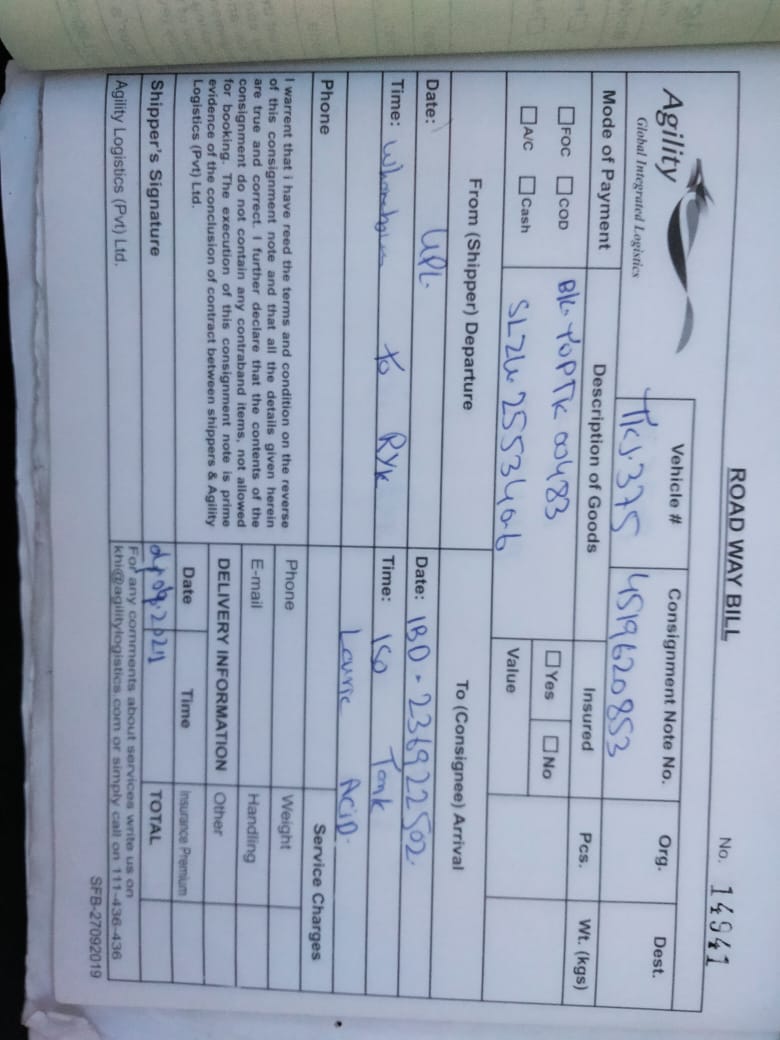 ROAD WAY BILL
No. 14941
Agility
Global Integrated Logistics
Vehicle #
TKJ.375
Consignment Note No.
4519620853
Org.
Dest.
Mode of Payment
FOC
COD
A/C
Cash
Description of Goods
00483
Insured
Yes
No
Value
Pcs.
Wt. (kgs)
From (Shipper) Departure
Date: UPL
Time: to RYK
To (Consignee) Arrival
Date: IBD - 236922502
Time: ISO Tank
Lauric ACiD
Phone
I warrent that i have reed the terms and condition on the reverse
of this consignment note and that all the details given herein
are true and correct. I further declare that the contents of the
consignment do not contain any contraband items, not allowed
for booking. The execution of this consignment note is prime
evidence of the conclusion of contract between shippers & Agility
Logistics (Pvt) Ltd.
Shipper's Signature
Agility Logistics (Pvt) Ltd.
Phone
E-mail
DELIVERY INFORMATION
Date
Time
Service Charges
Weight
Handling
Other
Insurance Premium
TOTAL
For any comments about services write us on
khi@agilitylogistics.com or simply call on 111-436-436
SFB-27092019